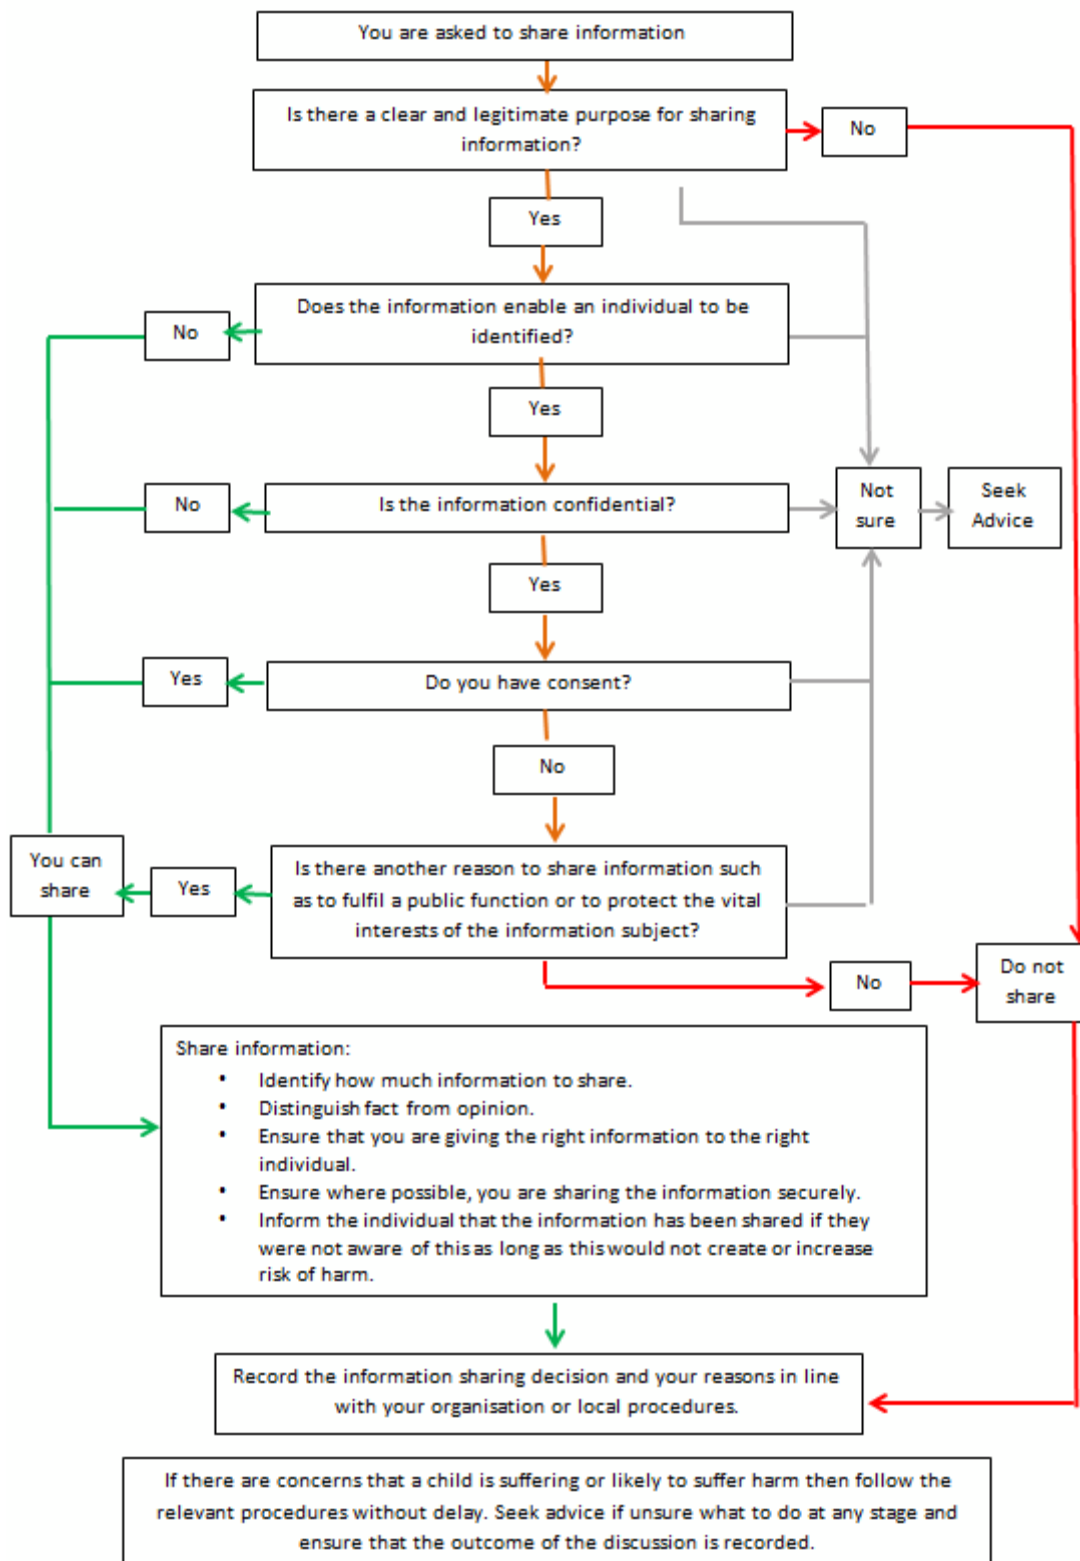 You are asked to share information
Is there a clear and legitimate purpose for sharing
information?
No
Yes
Does the information enable an individual to be
identified?
No
Yes
Is the information confidential?
No
Not
sure
Seek
Advice
Yes
Do you have consent?
Yes
No
Is there another reason to share information such
as to fulfil a public function or to protect the vital
interests of the information subject?
Yes
You can
share
No
Do not
share
Share information:
• Identify how much information to share.
• Distinguish fact from opinion.
• Ensure that you are giving the right information to the right
individual.
• Ensure where possible, you are sharing the information securely.
• Inform the individual that the information has been shared if they
were not aware of this as long as this would not create or increase
risk of harm.
Record the information sharing decision and your reasons in line
with your organisation or local procedures.
If there are concerns that a child is suffering or likely to suffer harm then follow the
relevant procedures without delay. Seek advice if unsure what to do at any stage and
ensure that the outcome of the discussion is recorded.